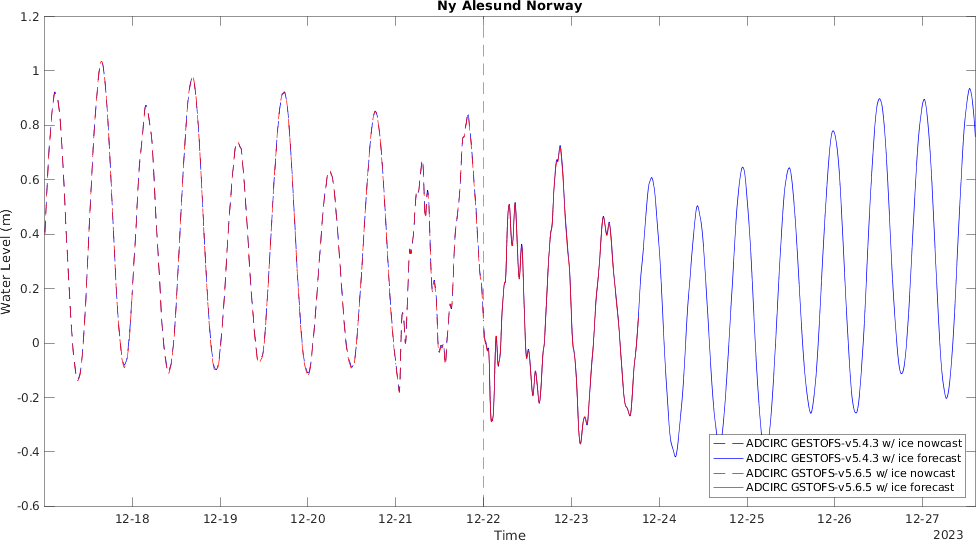 Ny Alesund Norway
1.2
1
0.8
0.6
0.4
0.2
0
-0.2
-0.4
-0.6
Water Level (m)
ADCIRC GESTOFS-v5.4.3 w/ ice nowcast
ADCIRC GESTOFS-v5.4.3 w/ ice forecast
ADCIRC GSTOFS-v5.6.5 w/ ice nowcast
ADCIRC GSTOFS-v5.6.5 w/ ice forecast
12-18 12-19 12-20 12-21 12-22 12-23 12-24 12-25 12-26 12-27
Time
2023